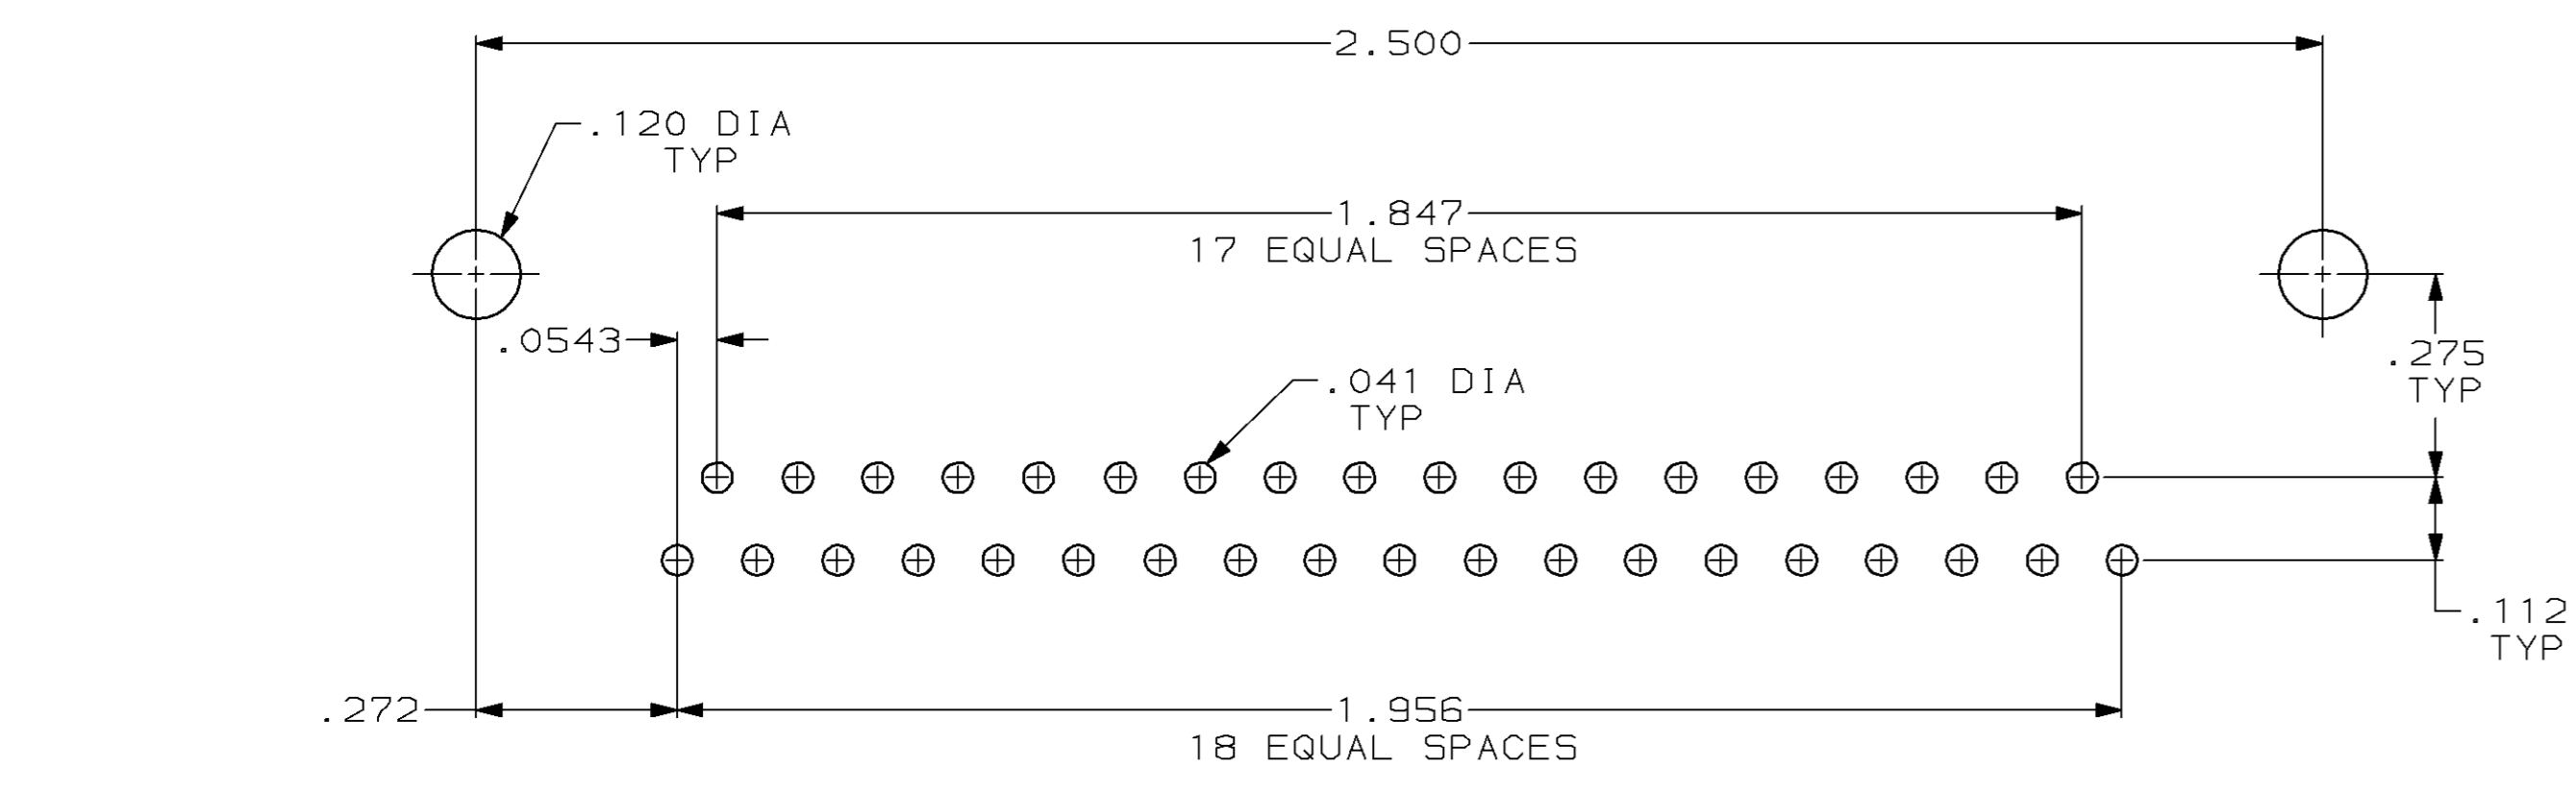 2.500
.120 DIA
TYP
1.847
17 EQUAL SPACES
.0543
.275
TYP
.041 DIA
TYP
.112
TYP
.272
1.956
18 EQUAL SPACES